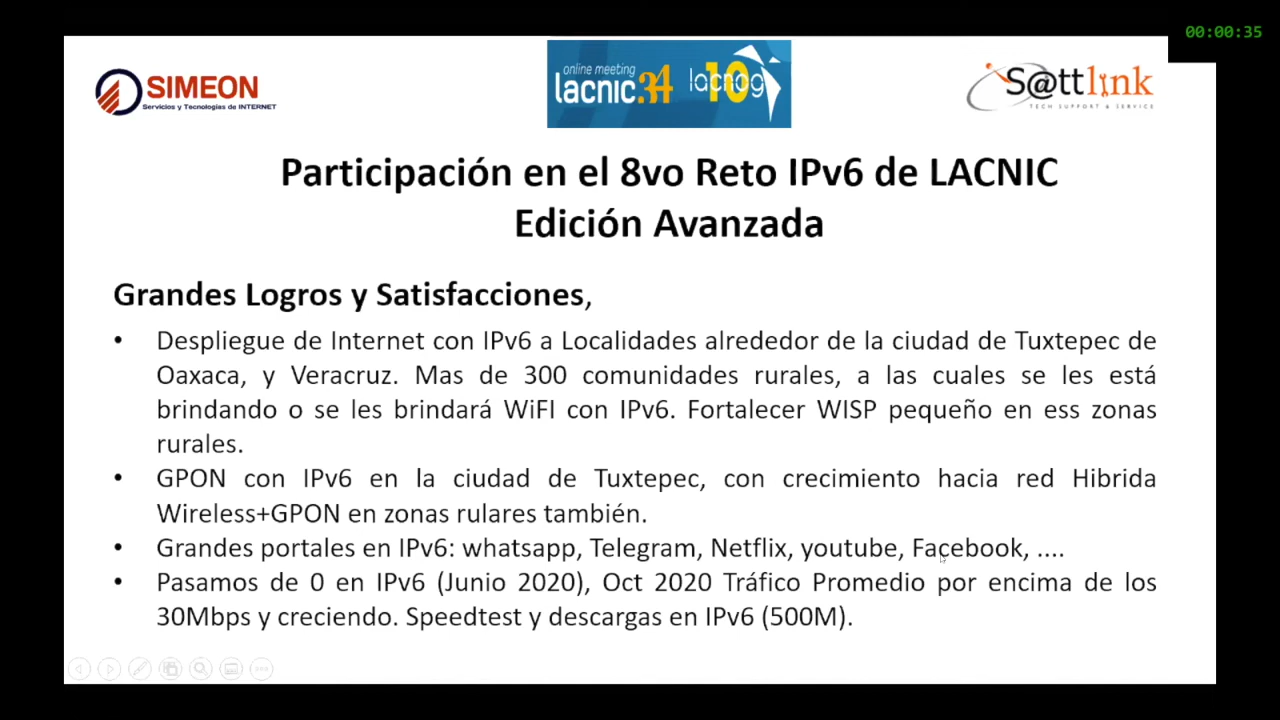 00:00:35
SIMEON
Servicios y Tecnologías de INTERNET
online meeting
lacnic.34
lacnog
10
S@ttlink
TECH SUPPORT & SERVICE
Participación en el 8vo Reto IPv6 de LACNIC
Edición Avanzada
Grandes Logros y Satisfacciones,
• Despliegue de Internet con IPv6 a Localidades alrededor de la ciudad de Tuxtepec de
Oaxaca, y Veracruz. Mas de 300 comunidades rurales, a las cuales se les está
brindando o se les brindará WiFI con IPv6. Fortalecer WISP pequeño en ess zonas
rurales.
• GPON con IPv6 en la ciudad de Tuxtepec, con crecimiento hacia red Hibrida
Wireless+GPON en zonas rulares también.
• Grandes portales en IPv6: whatsapp, Telegram, Netflix, youtube, Facebook, ....
• Pasamos de 0 en IPv6 (Junio 2020), Oct 2020 Tráfico Promedio por encima de los
30Mbps y creciendo. Speedtest y descargas en IPv6 (500M).